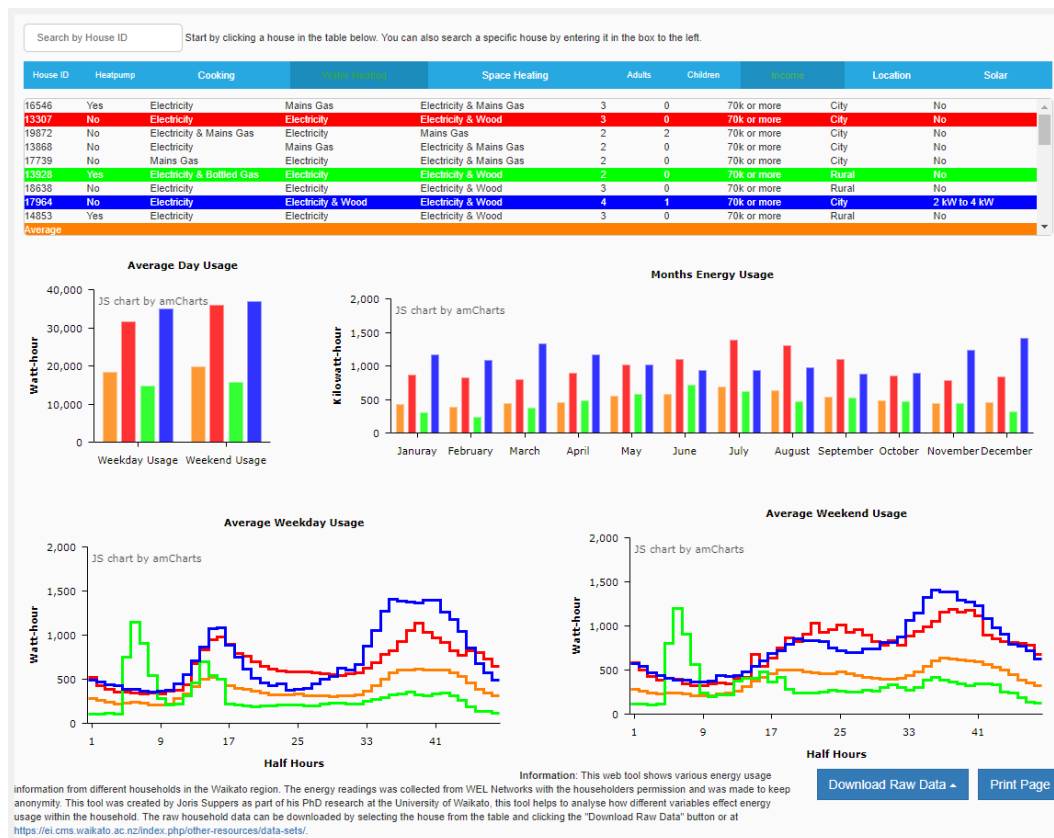 Search by House ID Start by clicking a house in the table below. You can also search a specific house by entering it in the box to the left.
House ID Heatpump Cooking Water Heating Space Heating Adults Children Income Location Solar
16546 Yes Electricity Mains Gas Electricity & Mains Gas 3 0 70k or more City No
13307 No Electricity Electricity Electricity & Wood 3 0 70k or more City No
19872 No Electricity & Mains Gas Electricity Mains Gas 2 2 70k or more City No
13868 No Electricity Mains Gas Electricity & Mains Gas 2 0 70k or more City No
17739 No Mains Gas Electricity Electricity & Mains Gas 2 0 70k or more City No
13928 Yes Electricity & Bottled Gas Electricity Electricity & Wood 2 0 70k or more Rural No
18638 No Electricity Electricity Electricity & Wood 3 0 70k or more Rural No
17964 No Electricity Electricity & Wood Electricity & Wood 4 1 70k or more City 2 kW to 4 kW
14853 Yes Electricity Electricity Electricity & Wood 3 0 70k or more Rural No
Average
Average Day Usage
JS chart by amCharts
Watt-hour
40,000
30,000
20,000
10,000
0
Weekday Usage Weekend Usage
Months Energy Usage
JS chart by amCharts
Kilowatt-hour
2,000
1,500
1,000
500
0
Januray February March April May June July August September October November December
Average Weekday Usage
JS chart by amCharts
Watt-hour
2,000
1,500
1,000
500
0
1 9 17 25 33 41
Half Hours
Average Weekend Usage
JS chart by amCharts
Watt-hour
2,000
1,500
1,000
500
0
1 9 17 25 33 41
Half Hours
Information: This web tool shows various energy usage
information from different households in the Waikato region. The energy readings was collected from WEL Networks with the householders permission and was made to keep
anonymity. This tool was created by Joris Suppers as part of his PhD research at the University of Waikato, this tool helps to analyse how different variables effect energy
usage within the household. The raw household data can be downloaded by selecting the house from the table and clicking the "Download Raw Data" button or at
https://ei.cms.waikato.ac.nz/index.php/other-resources/data-sets/.
Download Raw Data
Print Page